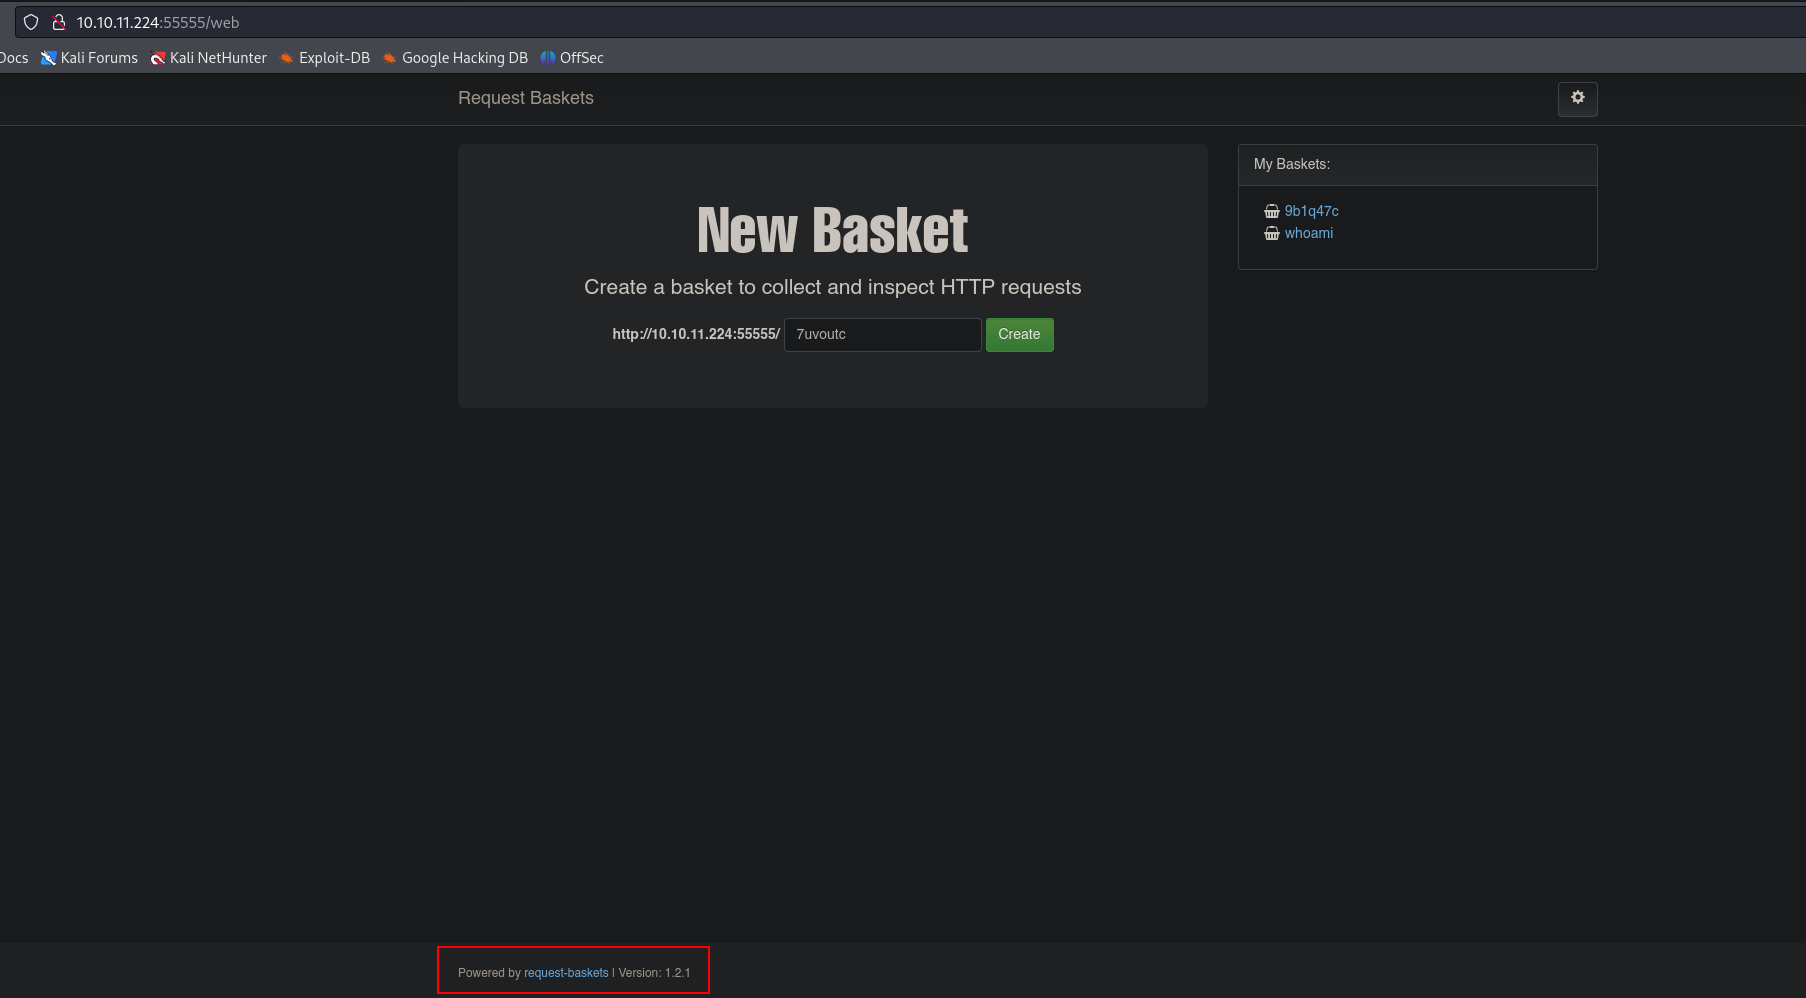 10.10.11.224:55555/web
Docs Kali Forums Kali NetHunter Exploit-DB Google Hacking DB OffSec
Request Baskets
New Basket
Create a basket to collect and inspect HTTP requests
http://10.10.11.224:55555/ 7uvoutc Create
My Baskets:
9b1q47c
whoami
Powered by request-baskets | Version: 1.2.1